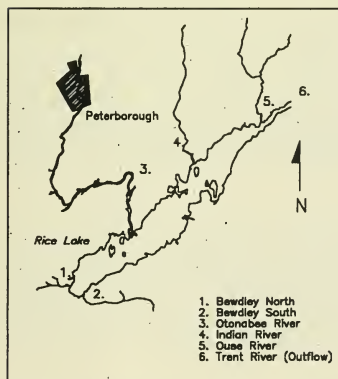 Peterborough
5.
6.
4.
3.
N
Rice Lake
1.
2.
1. Bewdley North
2. Bewdley South
3. Otonabee River
4. Indian River
5. Ouse River
6. Trent River (Outflow)